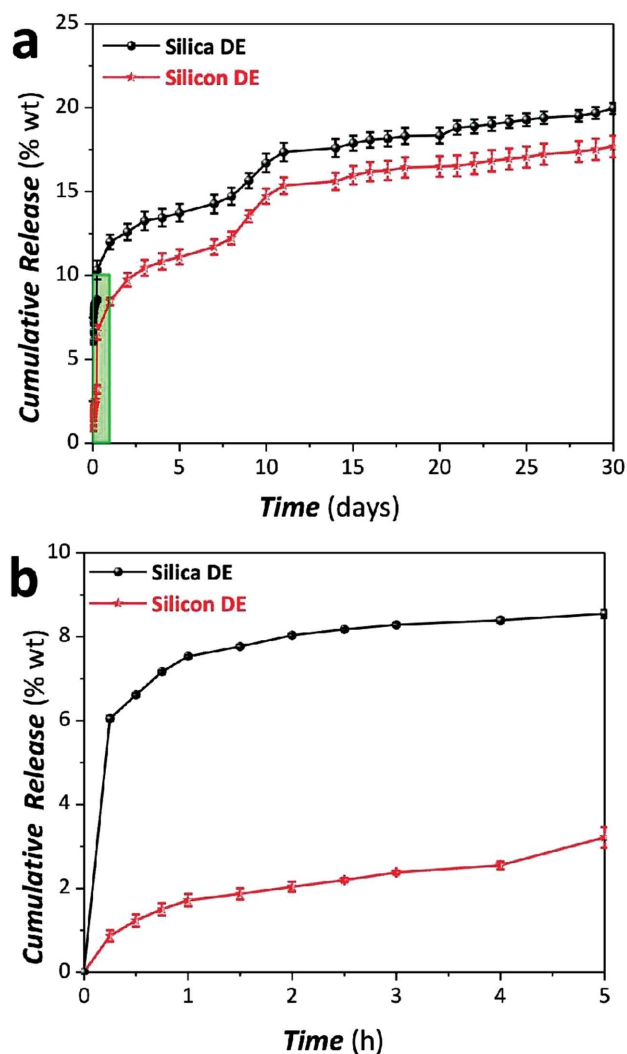 a
Silica DE
Silicon DE
Cumulative Release (% wt)
25
20
15
10
5
0
0 5 10 15 20 25 30
Time (days)
b
Silica DE
Silicon DE
Cumulative Release (% wt)
10
8
6
4
2
0
0 1 2 3 4 5
Time (h)